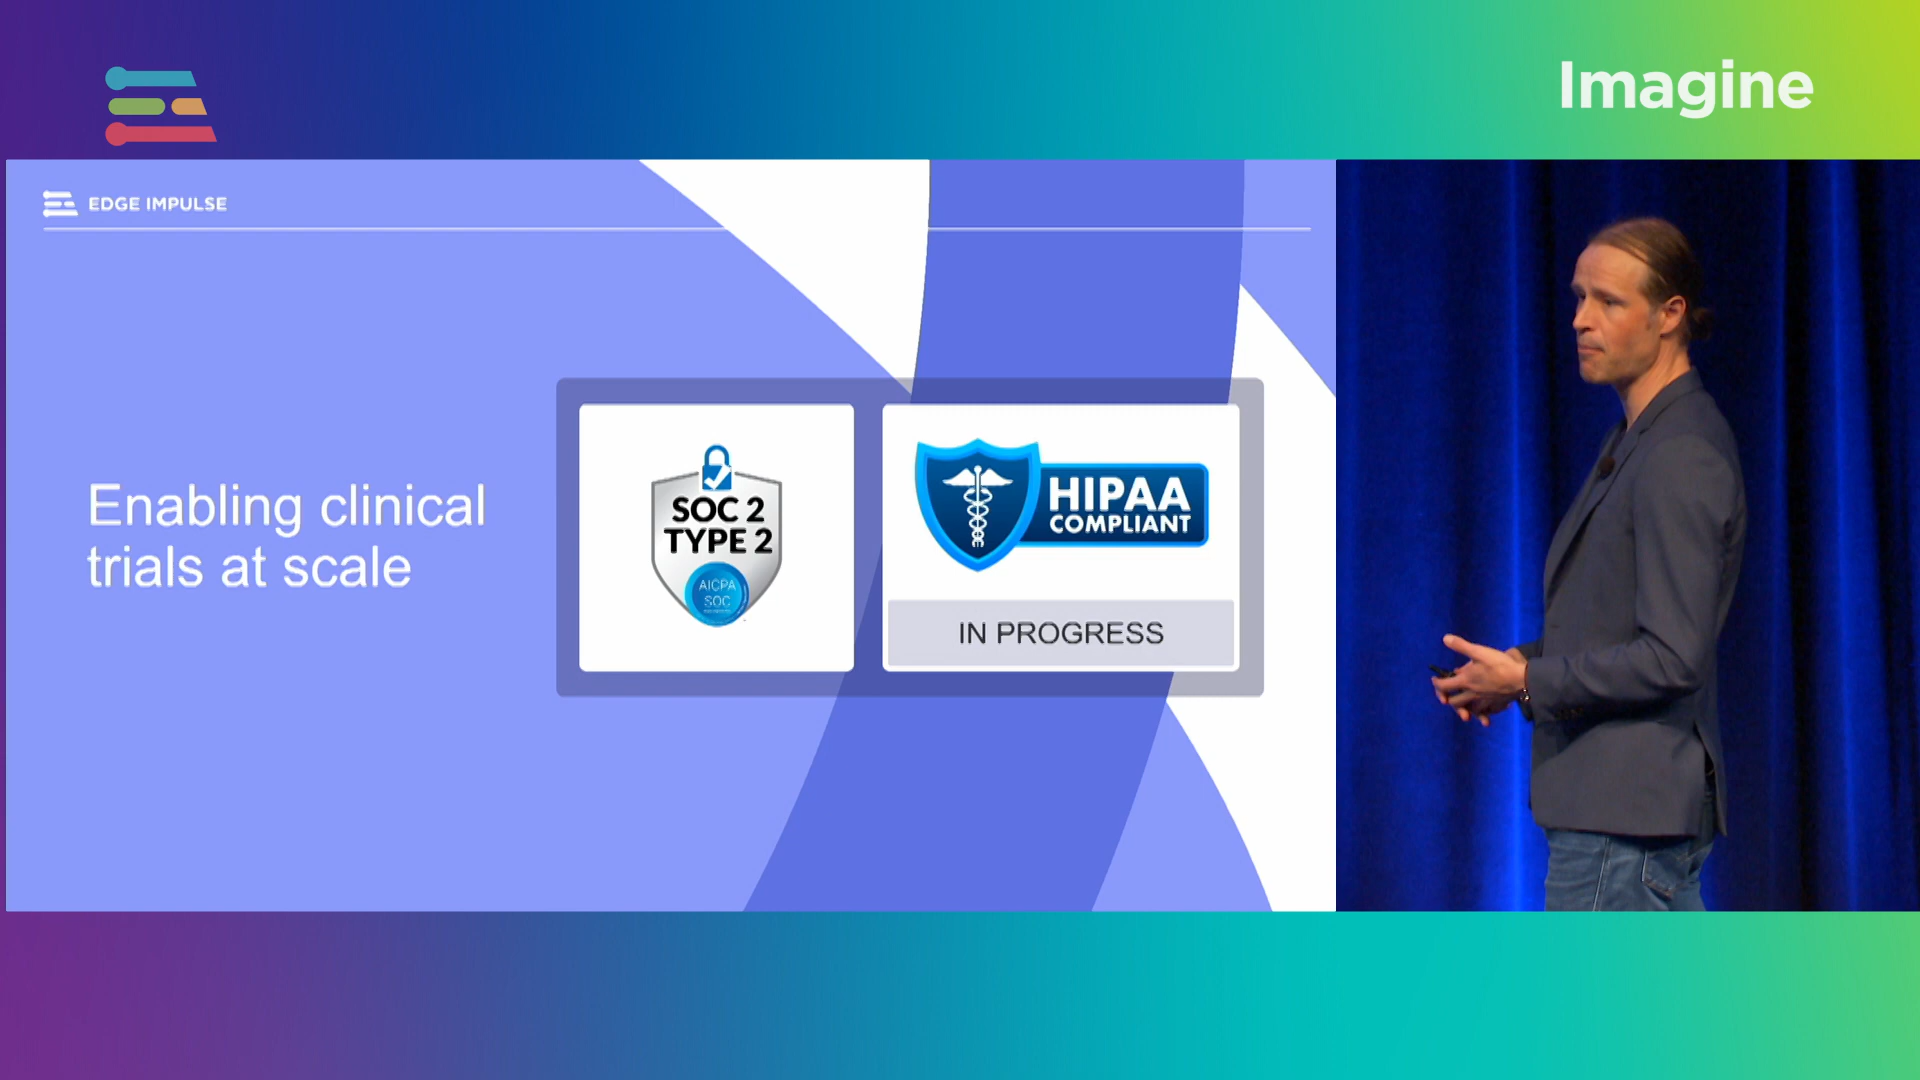 Imagine
EDGE IMPULSE
Enabling clinical
trials at scale
SOC 2
TYPE 2
AICPA
SOC
HIPAA
COMPLIANT
IN PROGRESS